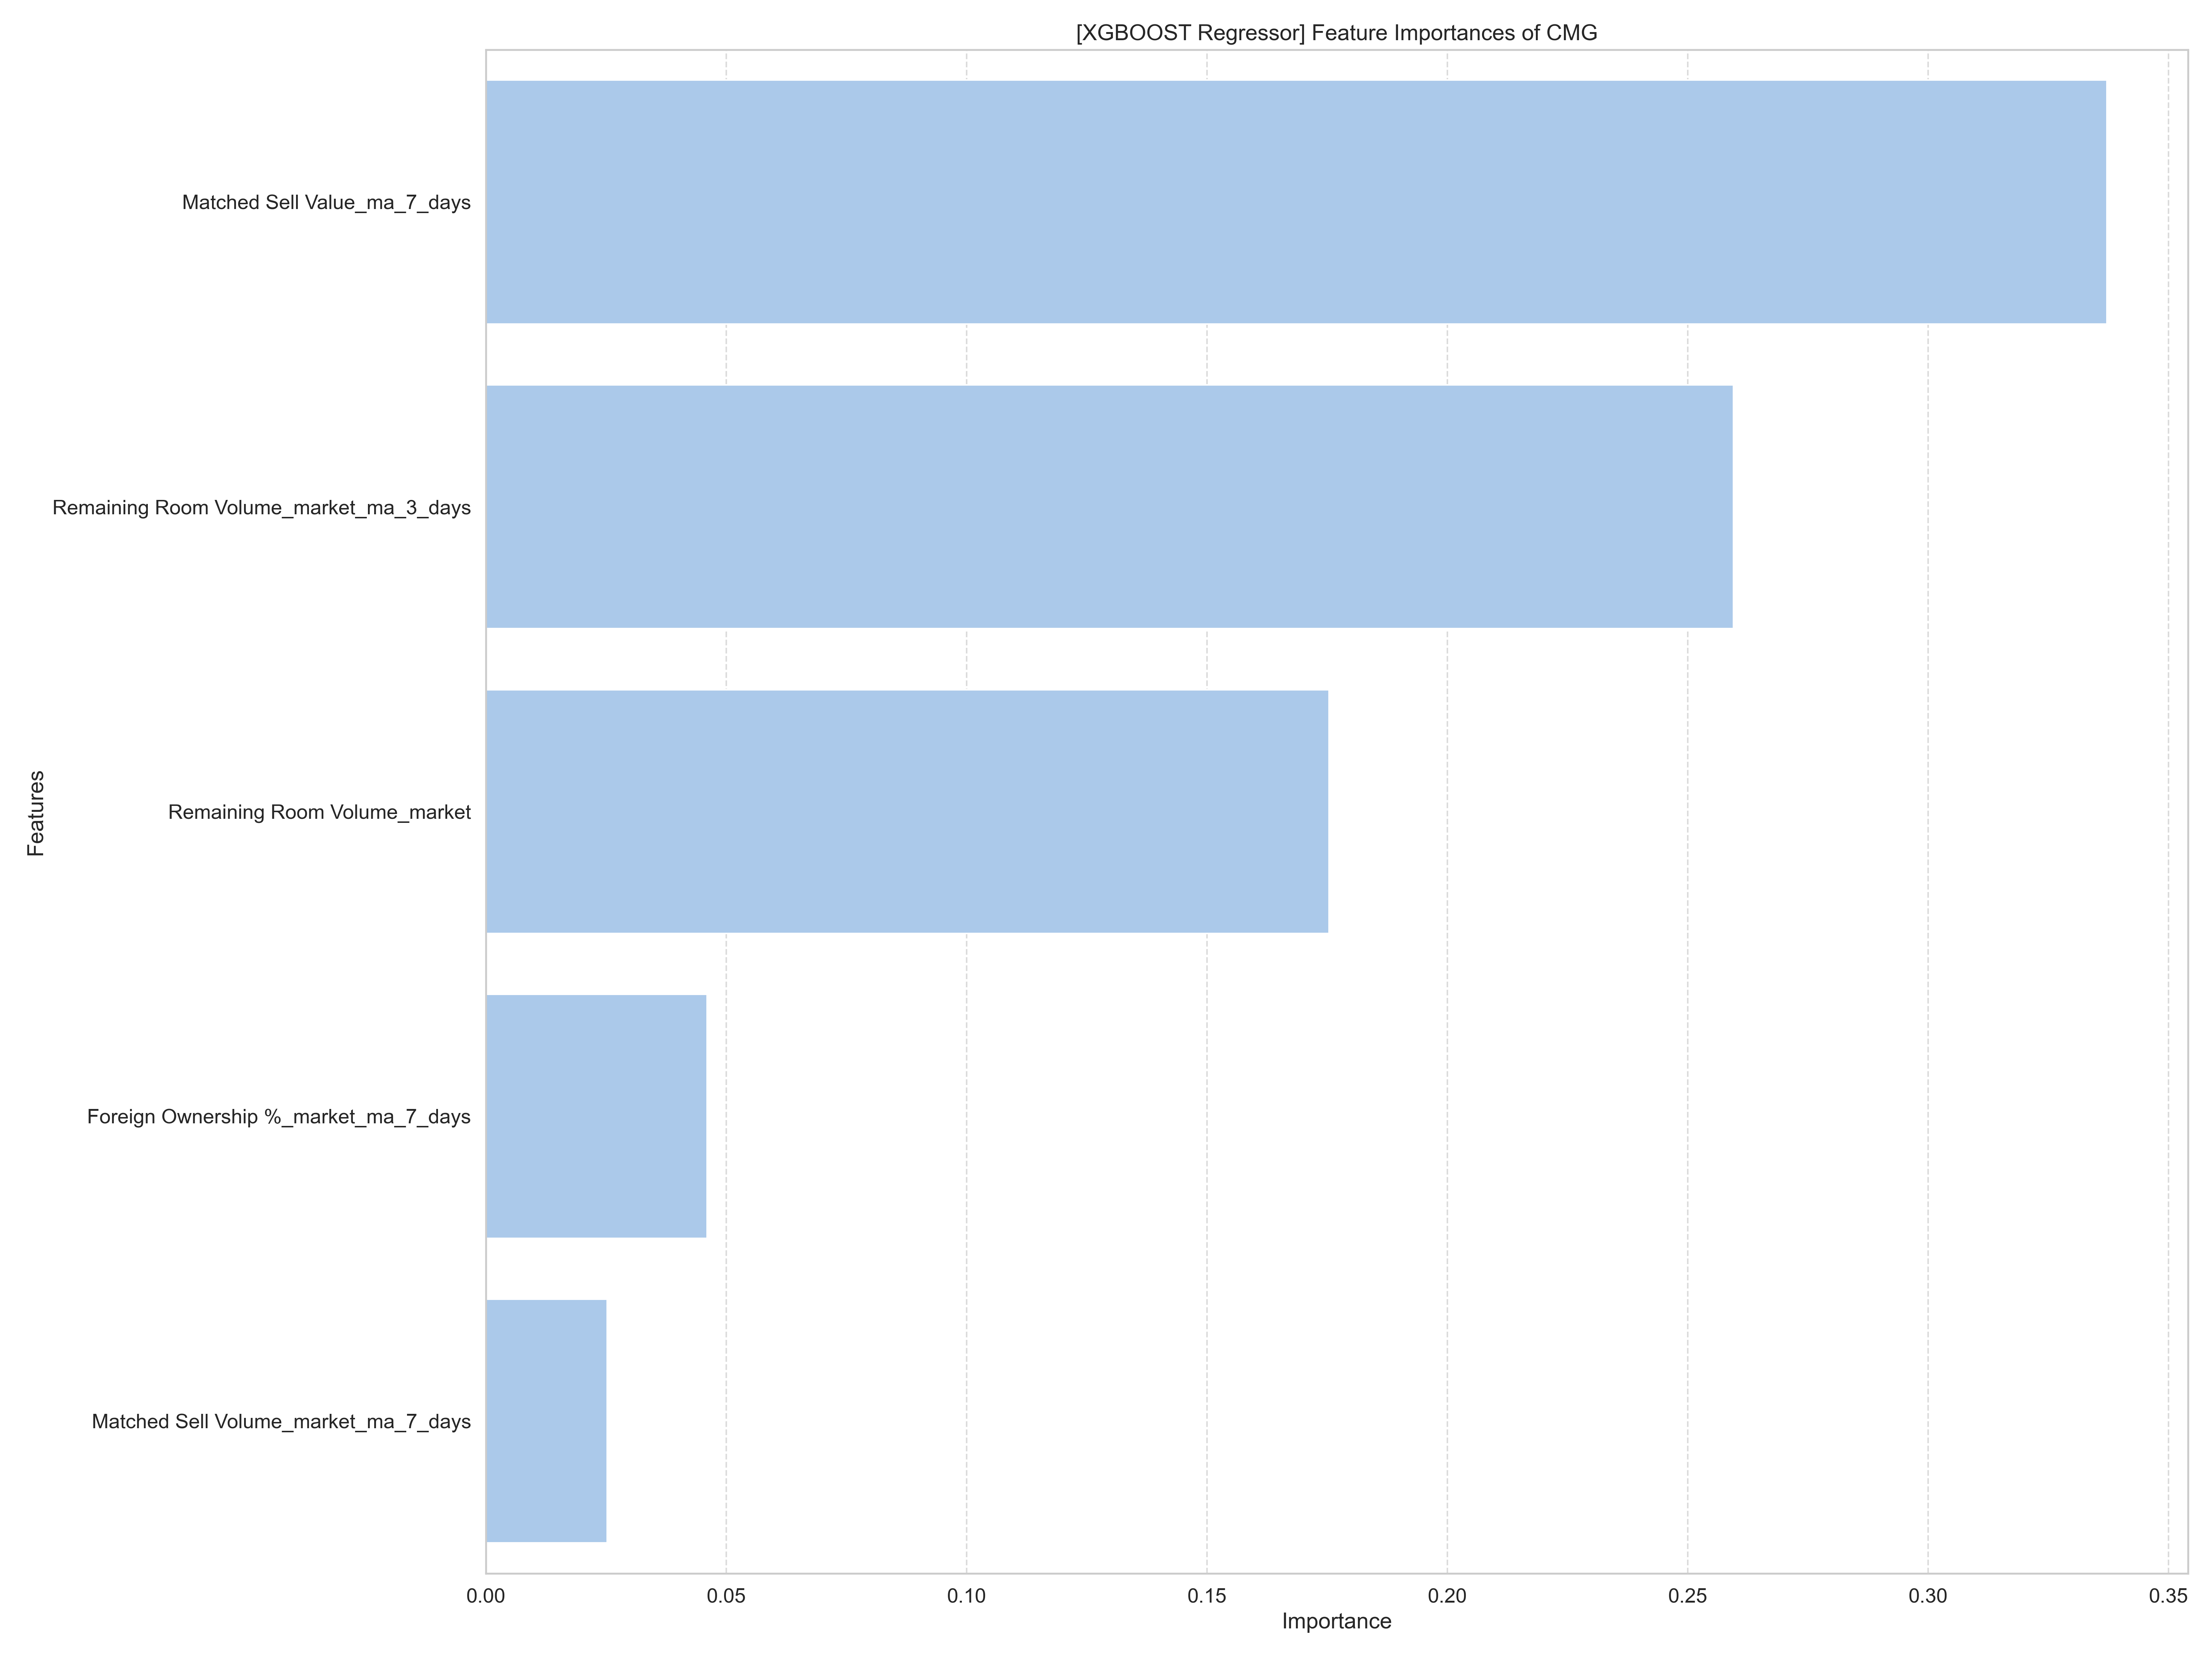 [XGBOOST Regressor] Feature Importances of CMG
Matched Sell Value_ma_7_days
Remaining Room Volume_market_ma_3_days
Remaining Room Volume_market
Foreign Ownership %_market_ma_7_days
Matched Sell Volume_market_ma_7_days
Features
0.00 0.05 0.10 0.15 0.20 0.25 0.30 0.35
Importance